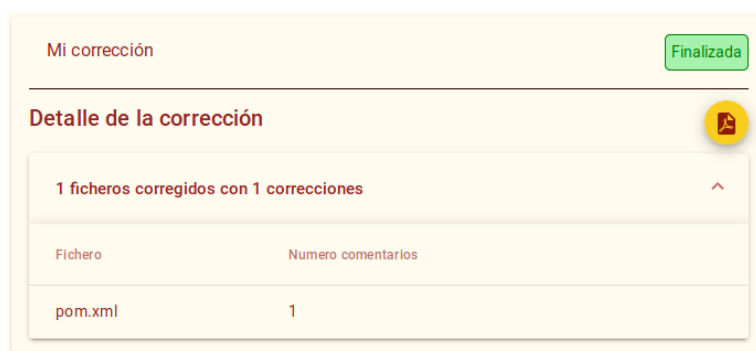 Mi corrección
Finalizada
Detalle de la corrección
1 ficheros corregidos con 1 correcciones
Fichero Numero comentarios
pom.xml 1